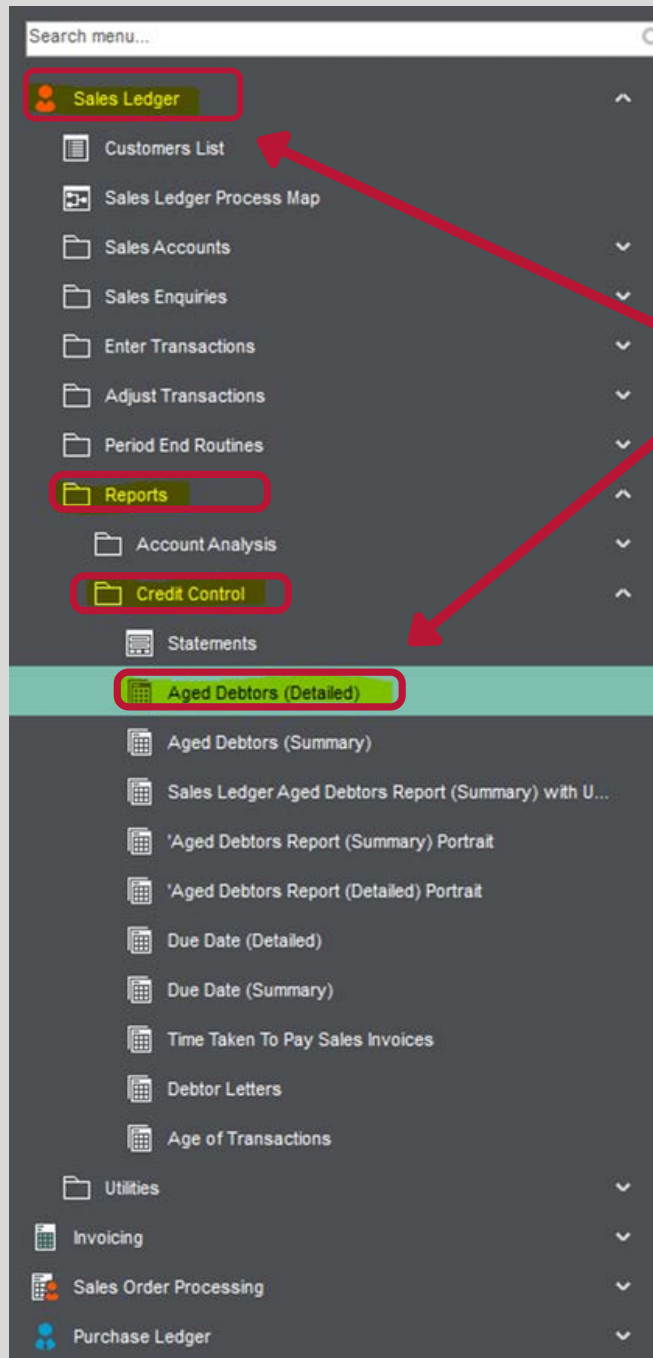 Search menu...
Sales Ledger
Customers List
Sales Ledger Process Map
Sales Accounts
Sales Enquiries
Enter Transactions
Adjust Transactions
Period End Routines
Reports
Account Analysis
Credit Control
Statements
Aged Debtors (Detailed)
Aged Debtors (Summary)
Sales Ledger Aged Debtors Report (Summary) with U...
'Aged Debtors Report (Summary) Portrait
'Aged Debtors Report (Detailed) Portrait
Due Date (Detailed)
Due Date (Summary)
Time Taken To Pay Sales Invoices
Debtor Letters
Age of Transactions
Utilities
Invoicing
Sales Order Processing
Purchase Ledger